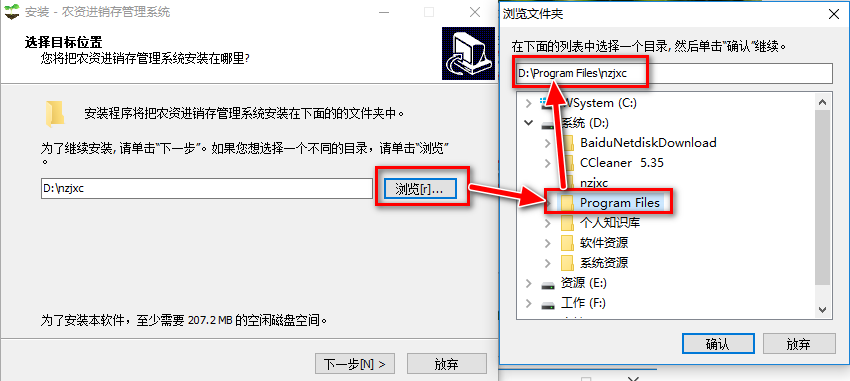 安装 - 农资进销存管理系统
选择目标位置
您将把农资进销存管理系统安装在哪里?
安装程序将把农资进销存管理系统安装在下面的的文件夹中。
为了继续安装, 请单击“下一步”。如果您想选择一个不同的目录，请单击“浏览”
。
D:\nzjxc
浏览[r]...
为了安装本软件，至少需要 207.2 MB 的空闲磁盘空间。
下一步[N] >
放弃
浏览文件夹
在下面的列表中选择一个目录, 然后单击“确认”继续。
D:\Program Files\nzjxc
WSystem (C:)
系统 (D:)
BaiduNetdiskDownload
CCleaner 5.35
nzjxc
Program Files
个人知识库
软件资源
系统资源
资源 (E:)
工作 (F:)
确认
放弃